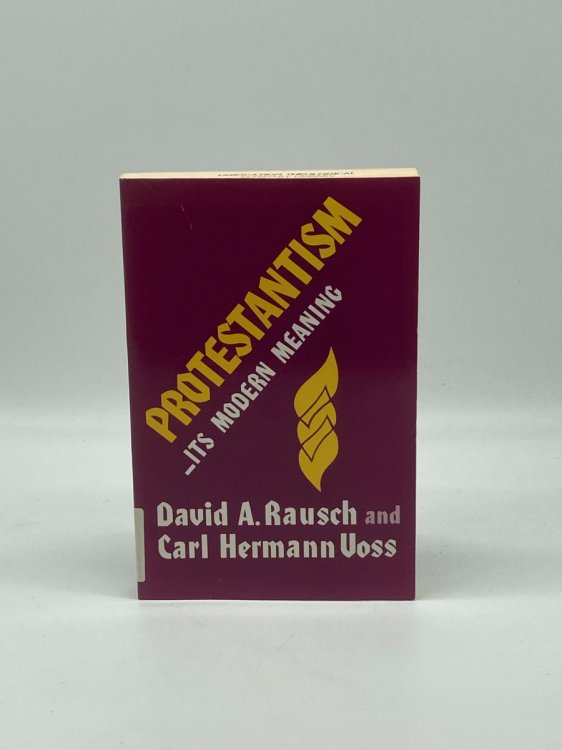 PROTESTANTISM
—ITS MODERN MEANING
David A. Rausch and
Carl Hermann Voss